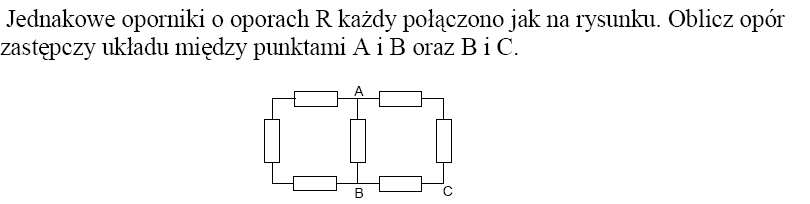 Jednakowe oporniki o oporach R każdy połączono jak na rysunku. Oblicz opór
zastępczy układu między punktami A i B oraz B i C.
A
B
C